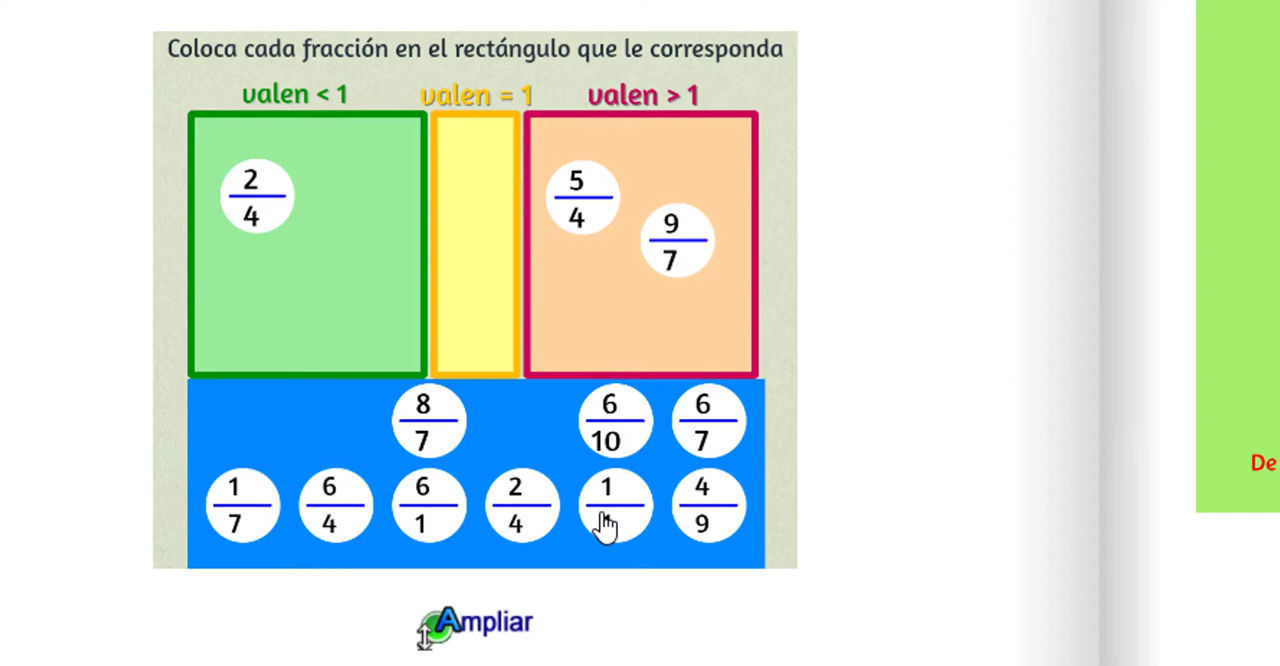 Coloca cada fracción en el rectángulo que le corresponda
valen < 1 valen = 1 valen > 1
2/4 5/4
9/7
8/7 6/10 6/7
1/7 6/4 6/1 2/4 1/ 4/9
De
Ampliar